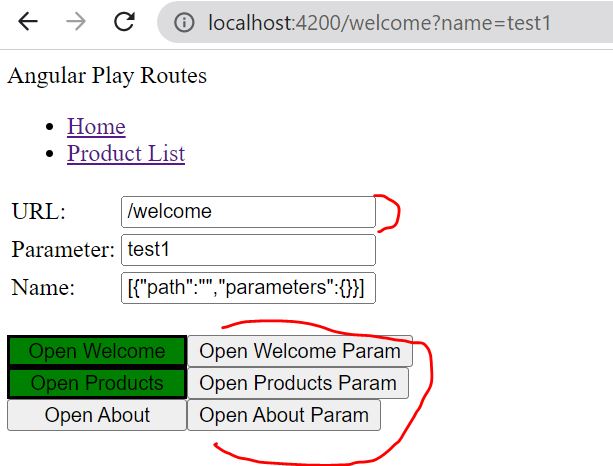 localhost:4200/welcome?name=test1
Angular Play Routes
Home
Product List
URL: /welcome
Parameter: test1
Name: [{"path":"","parameters":{}}]
Open Welcome Open Welcome Param
Open Products Open Products Param
Open About Open About Param